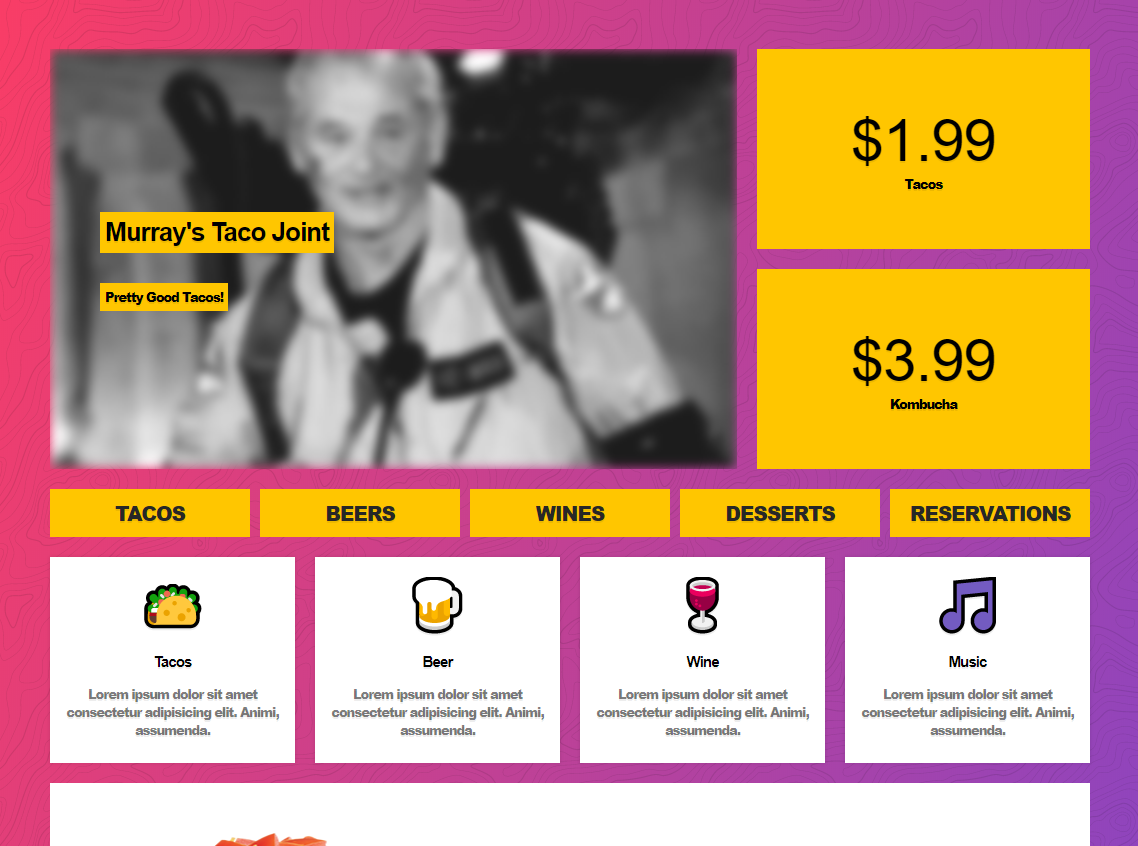 Murray's Taco Joint
Pretty Good Tacos!
$1.99
Tacos
$3.99
Kombucha
TACOS
BEERS
WINES
DESSERTS
RESERVATIONS
Tacos
Lorem ipsum dolor sit amet
consectetur adipisicing elit. Animi,
assumenda.
Beer
Lorem ipsum dolor sit amet
consectetur adipisicing elit. Animi,
assumenda.
Wine
Lorem ipsum dolor sit amet
consectetur adipisicing elit. Animi,
assumenda.
Music
Lorem ipsum dolor sit amet
consectetur adipisicing elit. Animi,
assumenda.